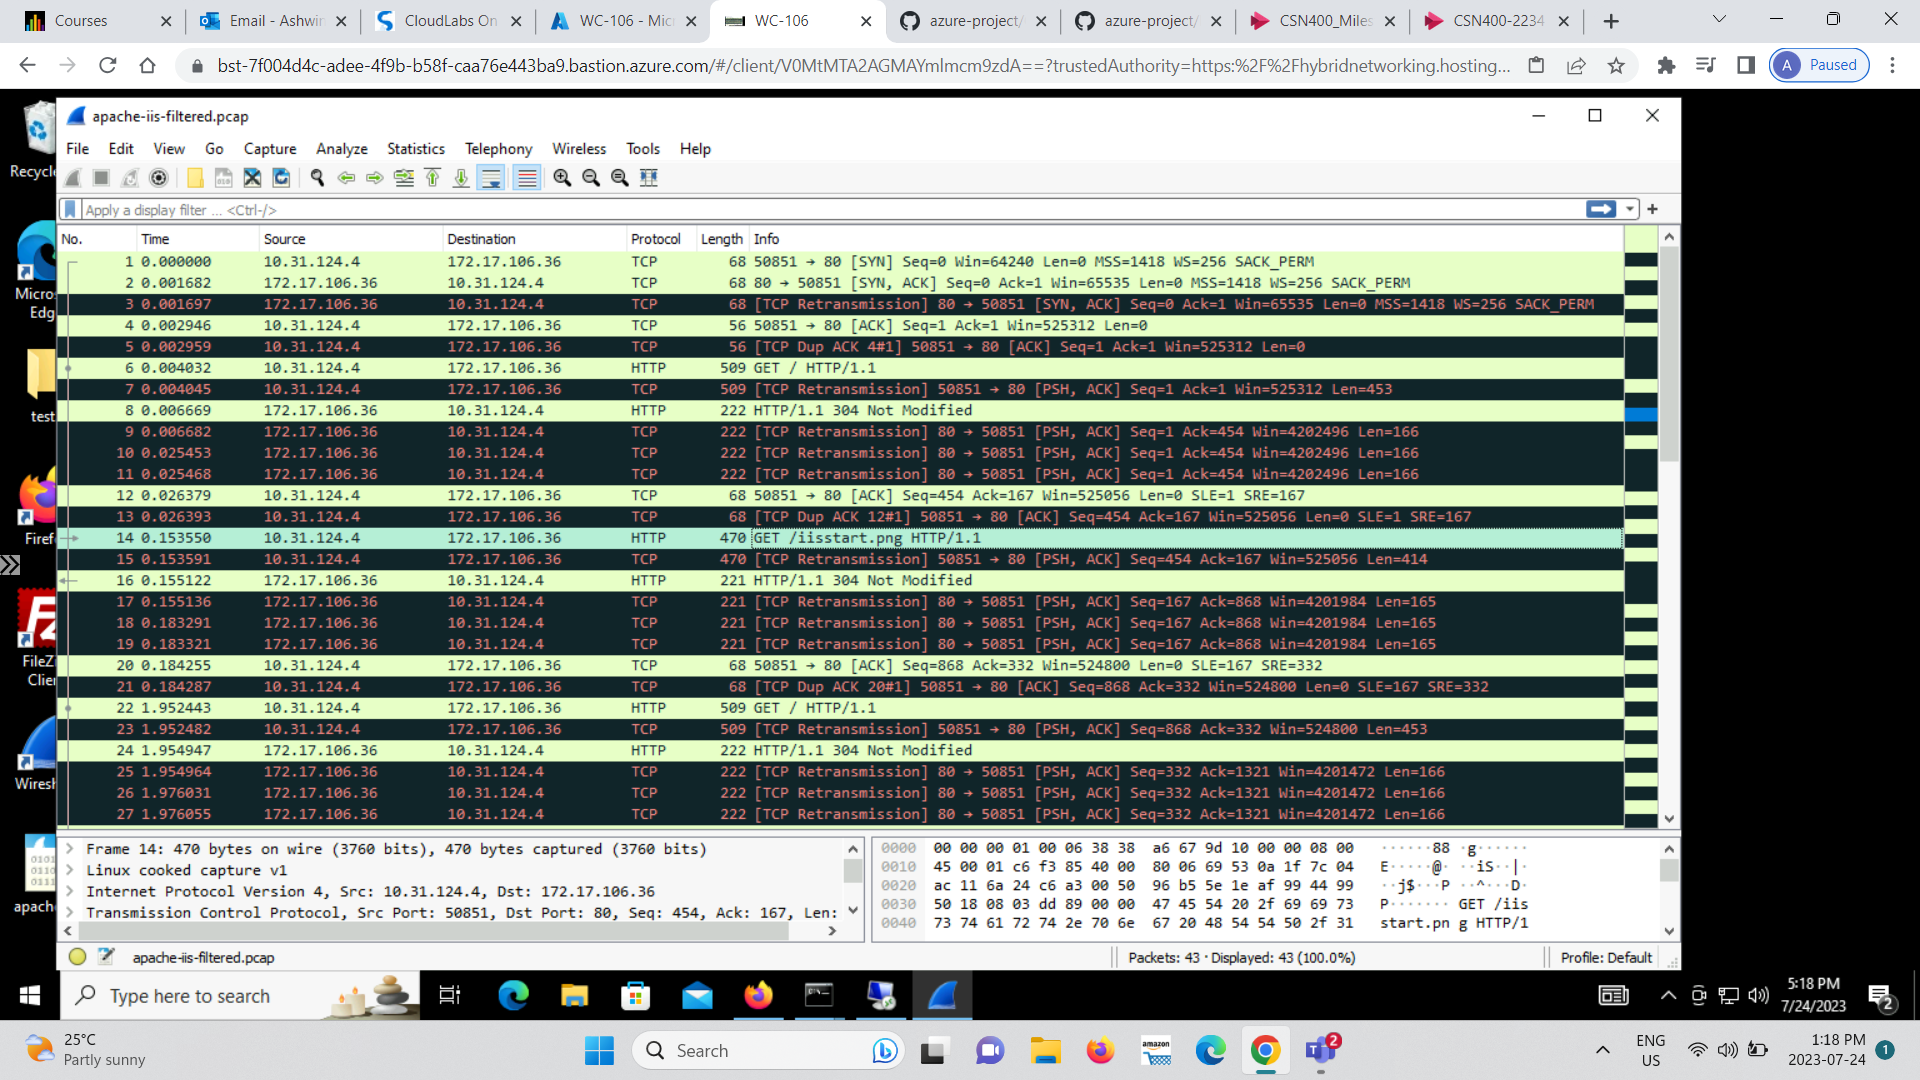 Courses
Email - Ashwin
CloudLabs On
WC-106 - Micr
WC-106
azure-project/
azure-project/
CSN400_Miles
CSN400-2234
bst-7f004d4c-adee-4f9b-b58f-caa76e443ba9.bastion.azure.com/#/client/V0MtMTA2AGMAYmlmcm9zdA==?trustedAuthority=https:%2F%2Fhybridnetworking.hosting...
A Paused
Recycle
Micros
Edg
test
Firef
FileZi
Clien
Wiresh
apach
apache-iis-filtered.pcap
File Edit View Go Capture Analyze Statistics Telephony Wireless Tools Help
Apply a display filter ... <Ctrl-/>
No. Time Source Destination Protocol Length Info
1 0.000000 10.31.124.4 172.17.106.36 TCP 68 50851 → 80 [SYN] Seq=0 Win=64240 Len=0 MSS=1418 WS=256 SACK_PERM
2 0.001682 172.17.106.36 10.31.124.4 TCP 68 80 → 50851 [SYN, ACK] Seq=0 Ack=1 Win=65535 Len=0 MSS=1418 WS=256 SACK_PERM
3 0.001697 172.17.106.36 10.31.124.4 TCP 68 [TCP Retransmission] 80 → 50851 [SYN, ACK] Seq=0 Ack=1 Win=65535 Len=0 MSS=1418 WS=256 SACK_PERM
4 0.002946 10.31.124.4 172.17.106.36 TCP 56 50851 → 80 [ACK] Seq=1 Ack=1 Win=525312 Len=0
5 0.002959 10.31.124.4 172.17.106.36 TCP 56 [TCP Dup ACK 4#1] 50851 → 80 [ACK] Seq=1 Ack=1 Win=525312 Len=0
6 0.004032 10.31.124.4 172.17.106.36 HTTP 509 GET / HTTP/1.1
7 0.004045 10.31.124.4 172.17.106.36 TCP 509 [TCP Retransmission] 50851 → 80 [PSH, ACK] Seq=1 Ack=1 Win=525312 Len=453
8 0.006669 172.17.106.36 10.31.124.4 HTTP 222 HTTP/1.1 304 Not Modified
9 0.006682 172.17.106.36 10.31.124.4 TCP 222 [TCP Retransmission] 80 → 50851 [PSH, ACK] Seq=1 Ack=454 Win=4202496 Len=166
10 0.025453 172.17.106.36 10.31.124.4 TCP 222 [TCP Retransmission] 80 → 50851 [PSH, ACK] Seq=1 Ack=454 Win=4202496 Len=166
11 0.025468 172.17.106.36 10.31.124.4 TCP 222 [TCP Retransmission] 80 → 50851 [PSH, ACK] Seq=1 Ack=454 Win=4202496 Len=166
12 0.026379 10.31.124.4 172.17.106.36 TCP 68 50851 → 80 [ACK] Seq=454 Ack=167 Win=525056 Len=0 SLE=1 SRE=167
13 0.026393 10.31.124.4 172.17.106.36 TCP 68 [TCP Dup ACK 12#1] 50851 → 80 [ACK] Seq=454 Ack=167 Win=525056 Len=0 SLE=1 SRE=167
14 0.153550 10.31.124.4 172.17.106.36 HTTP 470 GET /iisstart.png HTTP/1.1
15 0.153591 10.31.124.4 172.17.106.36 TCP 470 [TCP Retransmission] 50851 → 80 [PSH, ACK] Seq=454 Ack=167 Win=525056 Len=414
16 0.155122 172.17.106.36 10.31.124.4 HTTP 221 HTTP/1.1 304 Not Modified
17 0.155136 172.17.106.36 10.31.124.4 TCP 221 [TCP Retransmission] 80 → 50851 [PSH, ACK] Seq=167 Ack=868 Win=4201984 Len=165
18 0.183291 172.17.106.36 10.31.124.4 TCP 221 [TCP Retransmission] 80 → 50851 [PSH, ACK] Seq=167 Ack=868 Win=4201984 Len=165
19 0.183321 172.17.106.36 10.31.124.4 TCP 221 [TCP Retransmission] 80 → 50851 [PSH, ACK] Seq=167 Ack=868 Win=4201984 Len=165
20 0.184255 10.31.124.4 172.17.106.36 TCP 68 50851 → 80 [ACK] Seq=868 Ack=332 Win=524800 Len=0 SLE=167 SRE=332
21 0.184287 10.31.124.4 172.17.106.36 TCP 68 [TCP Dup ACK 20#1] 50851 → 80 [ACK] Seq=868 Ack=332 Win=524800 Len=0 SLE=167 SRE=332
22 1.952443 10.31.124.4 172.17.106.36 HTTP 509 GET / HTTP/1.1
23 1.952482 10.31.124.4 172.17.106.36 TCP 509 [TCP Retransmission] 50851 → 80 [PSH, ACK] Seq=868 Ack=332 Win=524800 Len=453
24 1.954947 172.17.106.36 10.31.124.4 HTTP 222 HTTP/1.1 304 Not Modified
25 1.954964 172.17.106.36 10.31.124.4 TCP 222 [TCP Retransmission] 80 → 50851 [PSH, ACK] Seq=332 Ack=1321 Win=4201472 Len=166
26 1.976031 172.17.106.36 10.31.124.4 TCP 222 [TCP Retransmission] 80 → 50851 [PSH, ACK] Seq=332 Ack=1321 Win=4201472 Len=166
27 1.976055 172.17.106.36 10.31.124.4 TCP 222 [TCP Retransmission] 80 → 50851 [PSH, ACK] Seq=332 Ack=1321 Win=4201472 Len=166
Frame 14: 470 bytes on wire (3760 bits), 470 bytes captured (3760 bits)
Linux cooked capture v1
Internet Protocol Version 4, Src: 10.31.124.4, Dst: 172.17.106.36
Transmission Control Protocol, Src Port: 50851, Dst Port: 80, Seq: 454, Ack: 167, Len:
0000 00 00 00 01 00 06 38 38 a6 67 9d 10 00 00 08 00 ······88 ·g······
0010 45 00 01 c6 f3 85 40 00 80 06 69 53 0a 1f 7c 04 E·····@· ··iS··|·
0020 ac 11 6a 24 c6 a3 00 50 96 b5 5e 1e af 99 44 99 ··j$···P ··^···D·
0030 50 18 08 03 dd 89 00 00 47 45 54 20 2f 69 69 73 P······· GET /iis
0040 73 74 61 72 74 2e 70 6e 67 20 48 54 54 50 2f 31 start.pn g HTTP/1
apache-iis-filtered.pcap
Packets: 43 · Displayed: 43 (100.0%)
Profile: Default
Type here to search
5:18 PM
7/24/2023
2
25°C
Partly sunny
Search
amazon
2
ENG
US
1:18 PM
2023-07-24
1